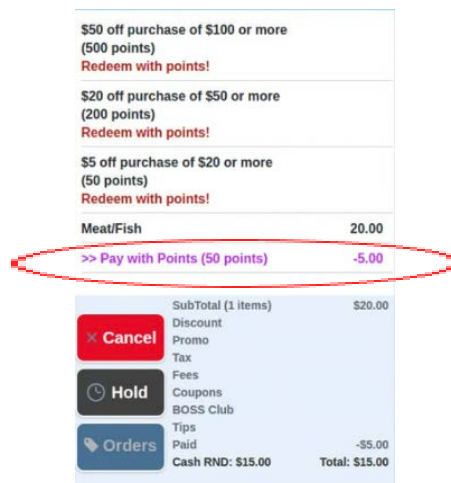 $50 off purchase of $100 or more
(500 points)
Redeem with points!
$20 off purchase of $50 or more
(200 points)
Redeem with points!
$5 off purchase of $20 or more
(50 points)
Redeem with points!
Meat/Fish 20.00
>> Pay with Points (50 points) -5.00
SubTotal (1 items) $20.00
Discount
× Cancel Promo
Tax
Fees
Hold Coupons
BOSS Club
Tips
Orders Paid -$5.00
Cash RND: $15.00 Total: $15.00